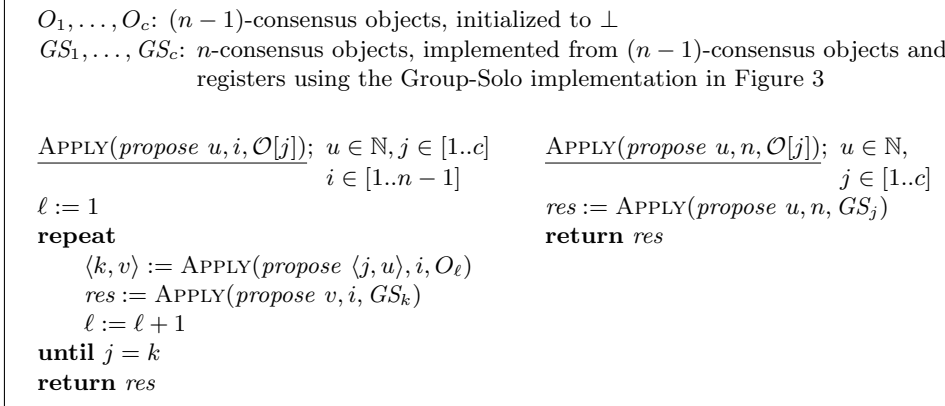 O₁, . . . , O_c: (n − 1)-consensus objects, initialized to ⊥
GS₁, . . . , GS_c: n-consensus objects, implemented from (n − 1)-consensus objects and
registers using the Group-Solo implementation in Figure 3
APPLY(propose u, i, 𝒪[j]); u ∈ ℕ, j ∈ [1..c]
i ∈ [1..n − 1]
ℓ := 1
repeat
⟨k, v⟩ := APPLY(propose ⟨j, u⟩, i, O_ℓ)
res := APPLY(propose v, i, GS_k)
ℓ := ℓ + 1
until j = k
return res
APPLY(propose u, n, 𝒪[j]); u ∈ ℕ,
j ∈ [1..c]
res := APPLY(propose u, n, GS_j)
return res